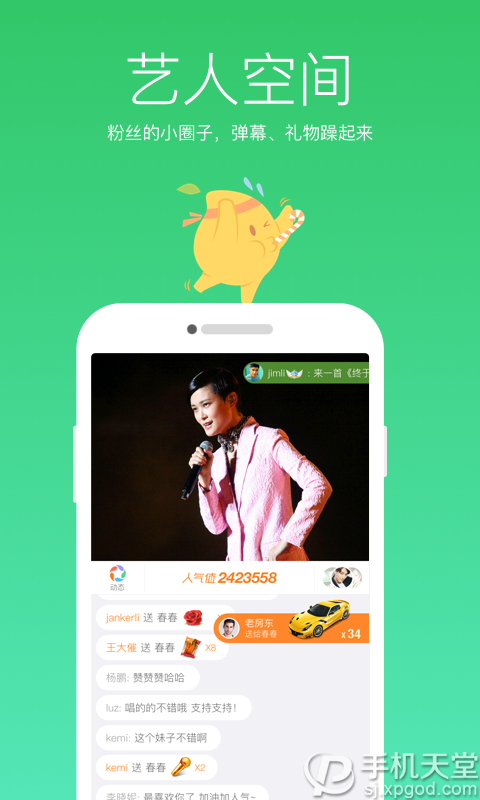 艺人空间
粉丝的小圈子，弹幕、礼物躁起来
jimli : 来一首《终于
动态
人气值 2423558
jankerli 送 春春
老房东
送给春春
x 34
王大催 送 春春 X8
杨鹏: 赞赞赞哈哈
luz: 唱的的不错哦 支持支持！
kemi: 这个妹子不错啊
kemi 送 春春 X2
李晓妮: 最喜欢你了 加油加人气~
手机天堂
sjxpgod.com